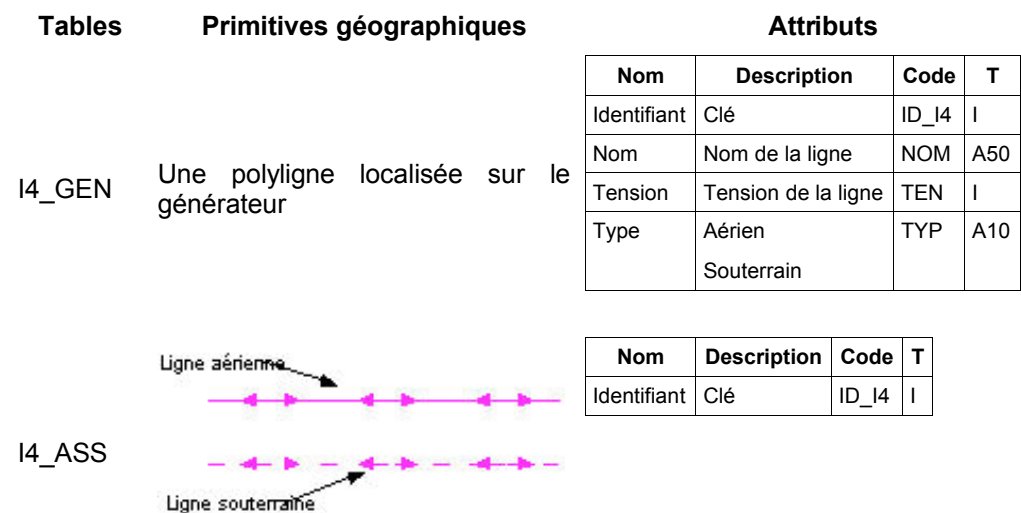 Tables Primitives géographiques Attributs
I4_GEN
Une polyligne localisée sur le
générateur
Nom Description Code T
Identifiant Clé ID_I4 I
Nom Nom de la ligne NOM A50
Tension Tension de la ligne TEN I
Type Aérien TYP A10
Souterrain
I4_ASS
Ligne aérienne
Ligne souterraine
Nom Description Code T
Identifiant Clé ID_I4 I